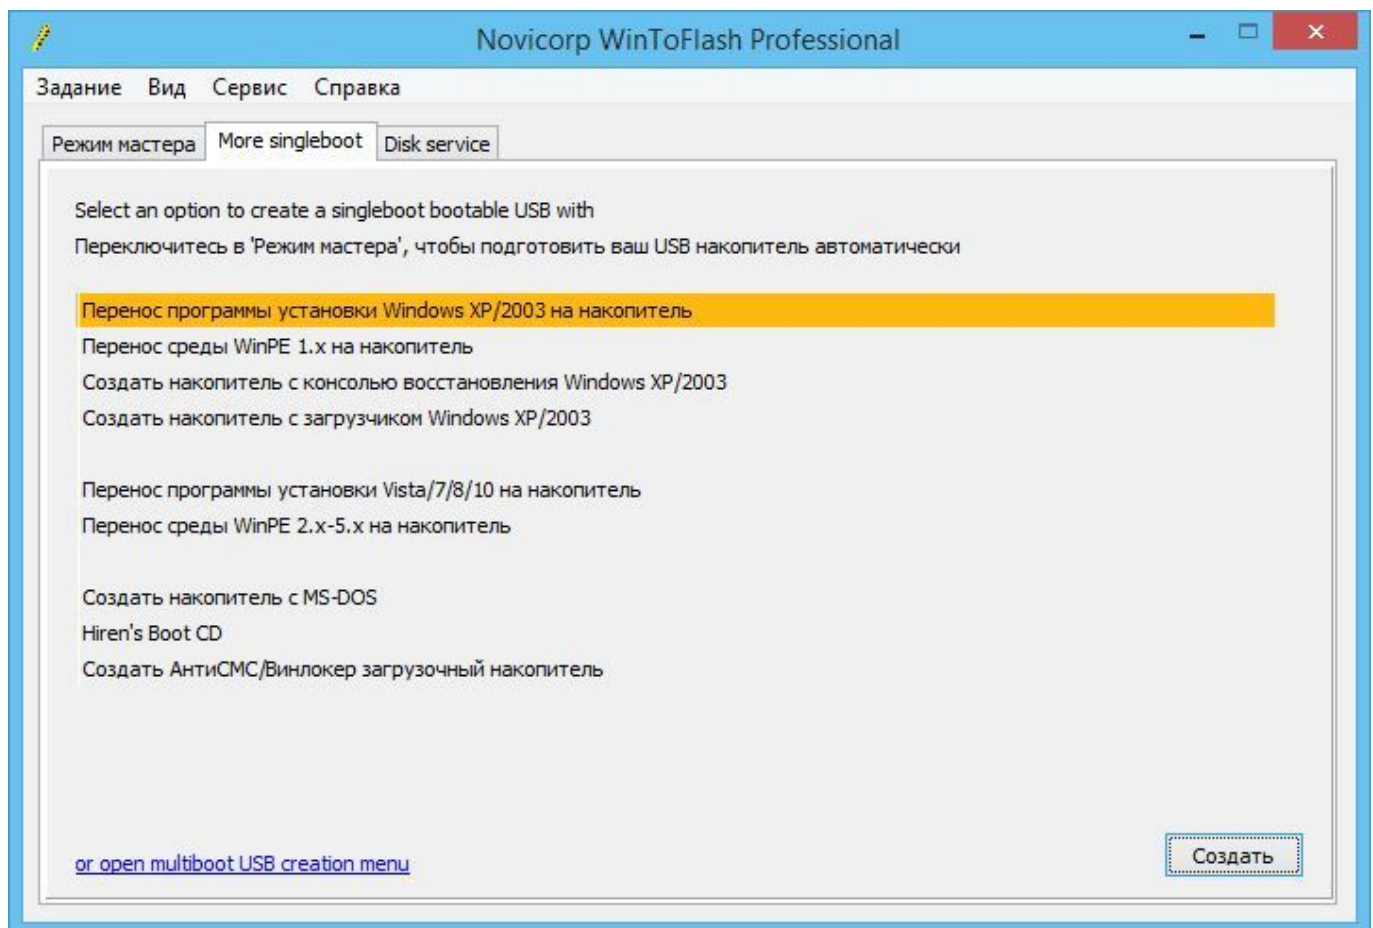 Novicorp WinToFlash Professional
Задание Вид Сервис Справка
Режим мастера More singleboot Disk service
Select an option to create a singleboot bootable USB with
Переключитесь в 'Режим мастера', чтобы подготовить ваш USB накопитель автоматически
Перенос программы установки Windows XP/2003 на накопитель
Перенос среды WinPE 1.x на накопитель
Создать накопитель с консолью восстановления Windows XP/2003
Создать накопитель с загрузчиком Windows XP/2003
Перенос программы установки Vista/7/8/10 на накопитель
Перенос среды WinPE 2.x-5.x на накопитель
Создать накопитель с MS-DOS
Hiren's Boot CD
Создать АнтиСМС/Винлокер загрузочный накопитель
or open multiboot USB creation menu
Создать